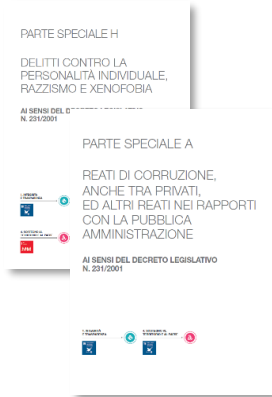 PARTE SPECIALE H
DELITTI CONTRO LA
PERSONALITÀ INDIVIDUALE,
RAZZISMO E XENOFOBIA
AI SENSI DEL DECRETO LEGISLATIVO
N. 231/2001
PARTE SPECIALE A
REATI DI CORRUZIONE,
ANCHE TRA PRIVATI,
ED ALTRI REATI NEI RAPPORTI
CON LA PUBBLICA
AMMINISTRAZIONE
AI SENSI DEL DECRETO LEGISLATIVO
N. 231/2001